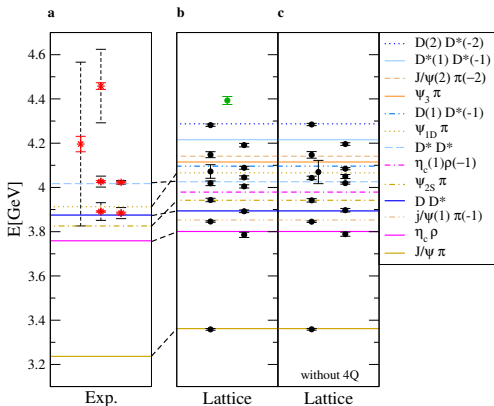 a
b
c
E[GeV]
4.6
4.4
4.2
4
3.8
3.6
3.4
3.2
Exp.
Lattice
Lattice
without 4Q
D(2) D*(-2)
D*(1) D*(-1)
J/ψ(2) π(−2)
ψ3 π
D(1) D*(-1)
ψ1D π
D* D*
ηc(1)ρ(−1)
ψ2S π
D D*
j/ψ(1) π(-1)
ηc ρ
J/ψ π